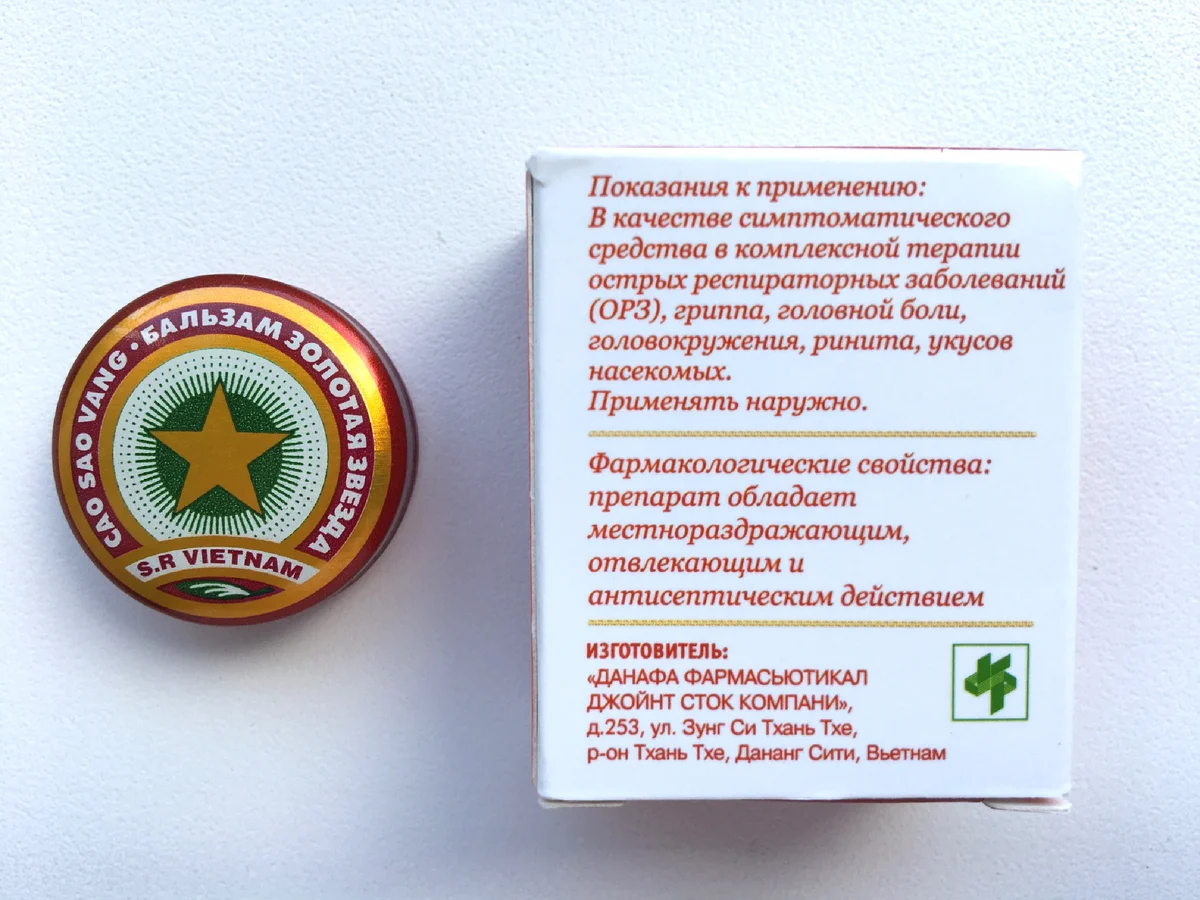 CAO SAO VANG • БАЛЬЗАМ ЗОЛОТАЯ ЗВЕЗДА
S.R VIETNAM
Показания к применению:
В качестве симптоматического
средства в комплексной терапии
острых респираторных заболеваний
(ОРЗ), гриппа, головной боли,
головокружения, ринита, укусов
насекомых.
Применять наружно.
Фармакологические свойства:
препарат обладает
местнораздражающим,
отвлекающим и
антисептическим действием
ИЗГОТОВИТЕЛЬ:
«ДАНАФА ФАРМАСЬЮТИКАЛ
ДЖОЙНТ СТОК КОМПАНИ»,
д.253, ул. Зунг Си Тхань Тхе,
р-он Тхань Тхе, Дананг Сити, Вьетнам